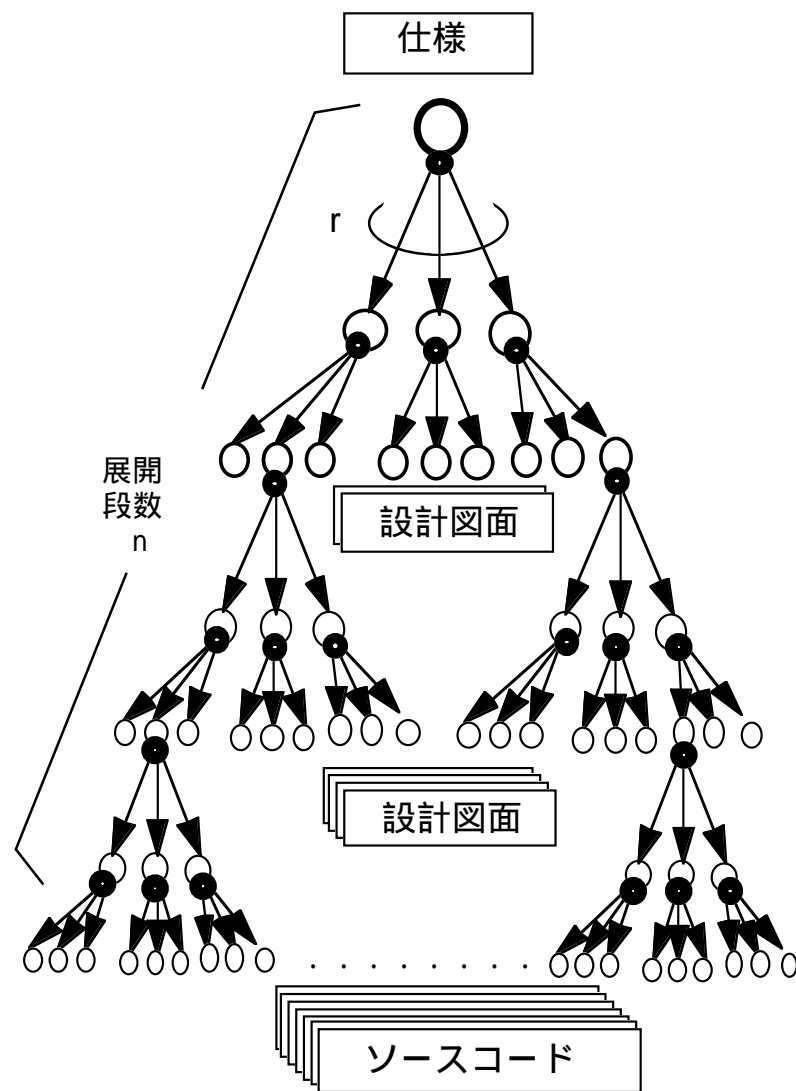 仕様
r
展開
段数
n
設計図面
設計図面
. . . . . . . .
ソースコード